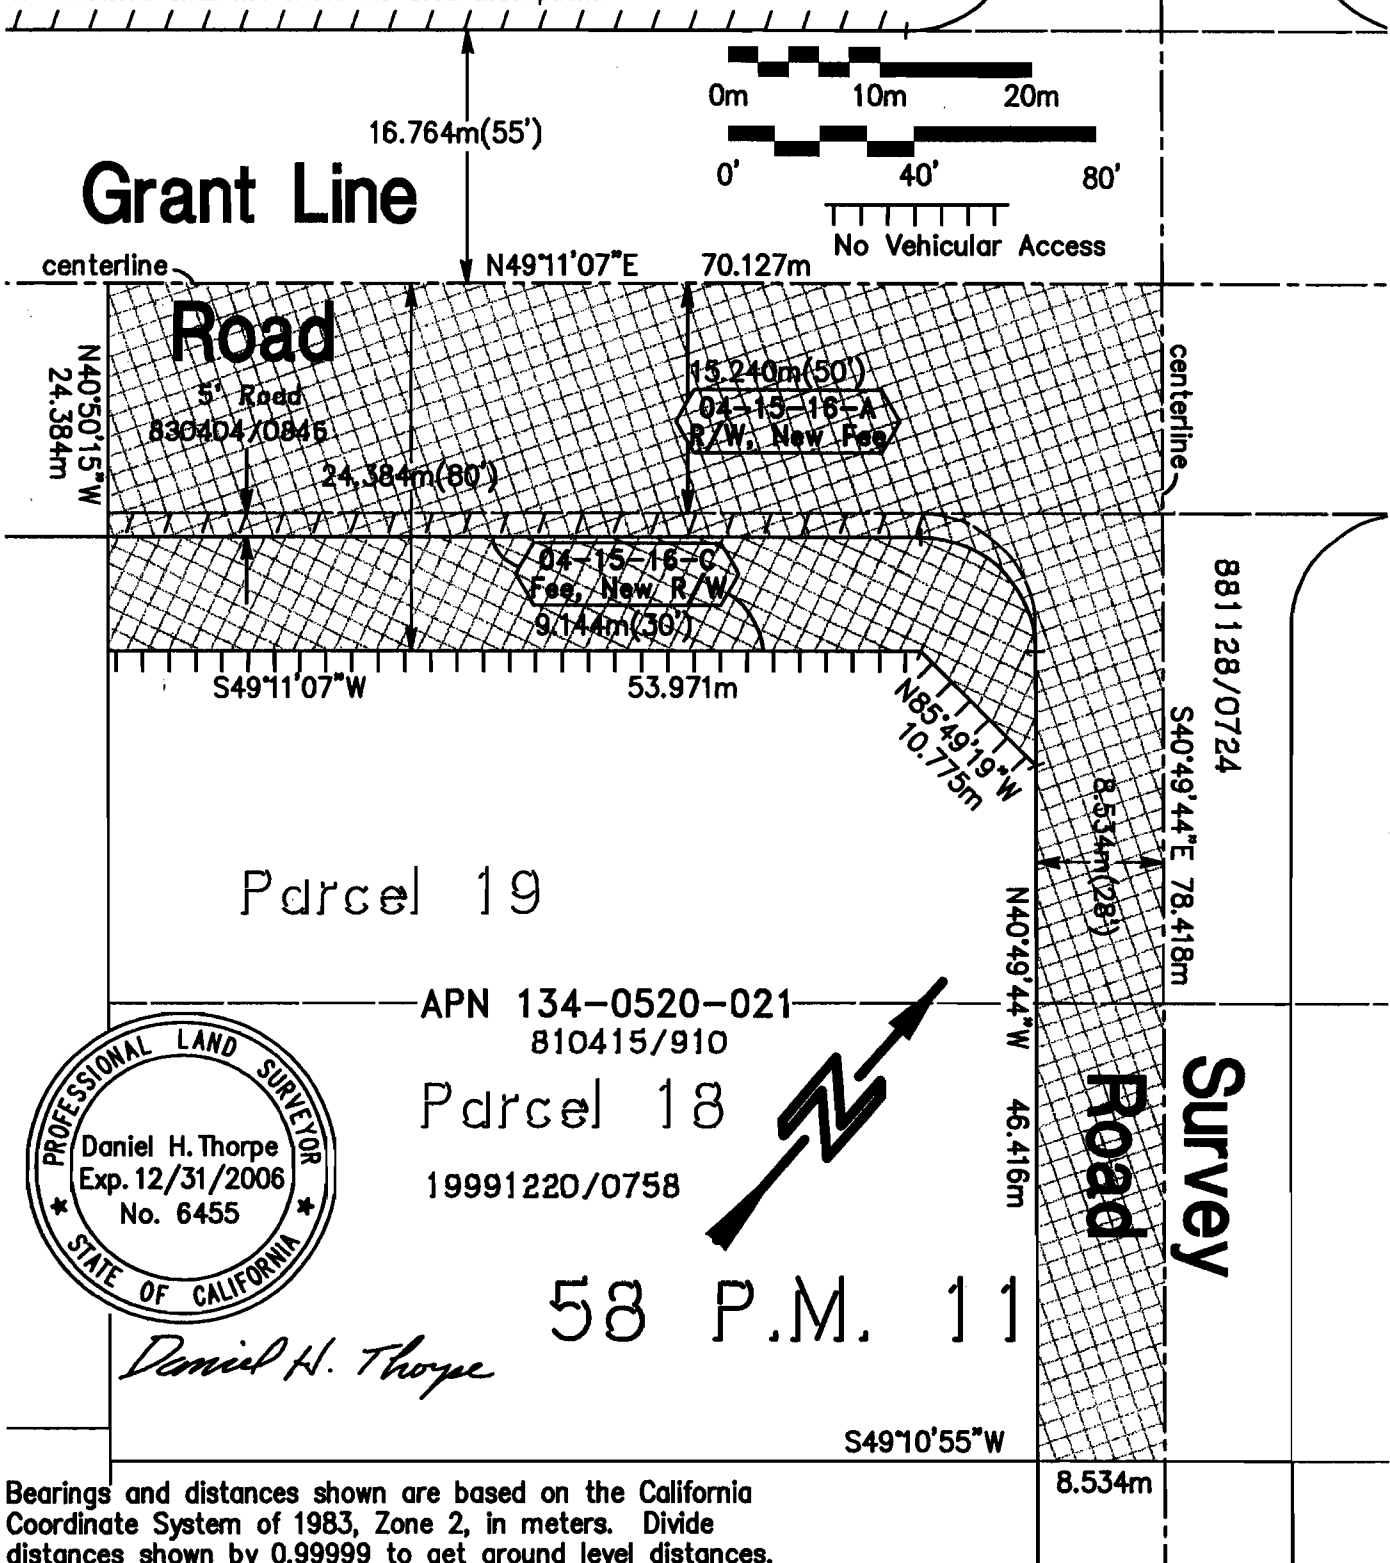 0m 10m 20m
16.764m(55')
0' 40' 80'
Grant Line
No Vehicular Access
centerline
N49°11'07"E 70.127m
Road
N40°50'15"W
24.384m
5' Road
830404/0846
15.240m(50')
04-15-16-A
R/W, New Fee
centerline
24.384m(80')
04-15-16-C
Fee, New R/W
9.144m(30')
S49°11'07"W
53.971m
N85°49'19"W
10.775m
881128/0724
S40°49'44"E 78.418m
8.534m(28')
Parcel 19
N40°49'44"W 46.416m
APN 134-0520-021
810415/910
Parcel 18
19991220/0758
Survey
Road
PROFESSIONAL LAND SURVEYOR
Daniel H. Thorpe
Exp. 12/31/2006
No. 6455
STATE OF CALIFORNIA
58 P.M. 11
Daniel H. Thorpe
S49°10'55"W
8.534m
Bearings and distances shown are based on the California
Coordinate System of 1983, Zone 2, in meters. Divide
distances shown by 0.99999 to get ground level distances.